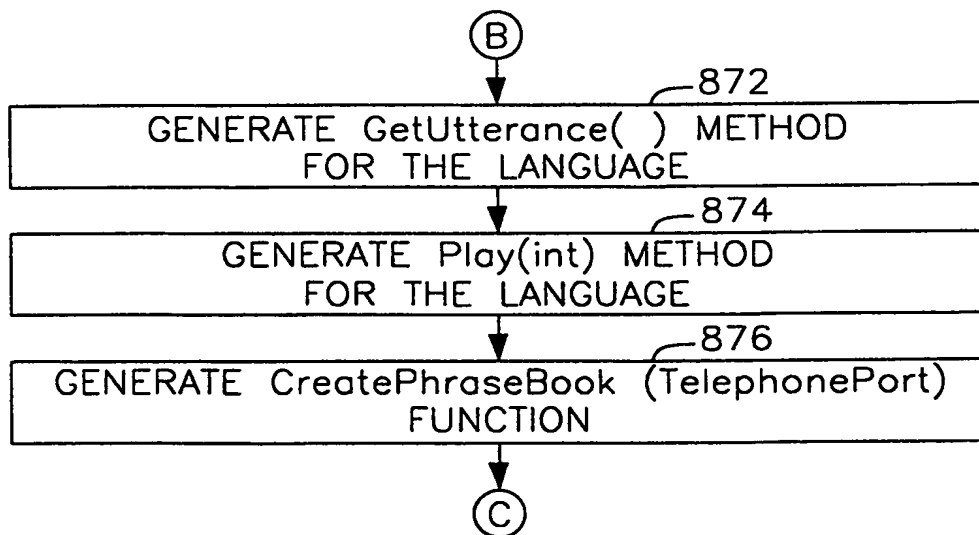 B
872
GENERATE GetUtterance( ) METHOD
FOR THE LANGUAGE
874
GENERATE Play(int) METHOD
FOR THE LANGUAGE
876
GENERATE CreatePhraseBook (TelephonePort)
FUNCTION
C